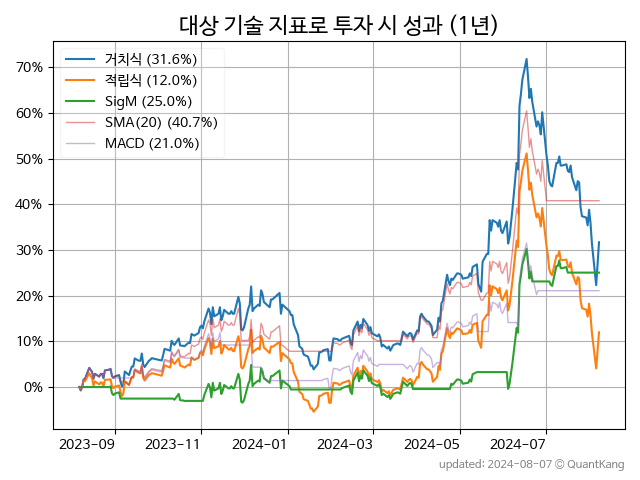 대상 기술 지표로 투자 시 성과 (1년)
거치식 (31.6%)
적립식 (12.0%)
SigM (25.0%)
SMA(20) (40.7%)
MACD (21.0%)
70%
60%
50%
40%
30%
20%
10%
0%
2023-09 2023-11 2024-01 2024-03 2024-05 2024-07
updated: 2024-08-07 © QuantKang